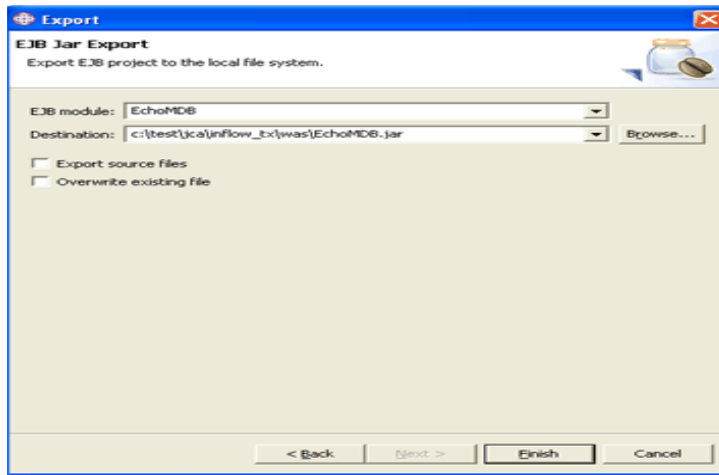 Export
EJB Jar Export
Export EJB project to the local file system.
EJB module: EchoMDB
Destination: c:\test\jca\inflow_tx\was\EchoMDB.jar Browse...
Export source files
Overwrite existing file
< Back Next > Finish Cancel